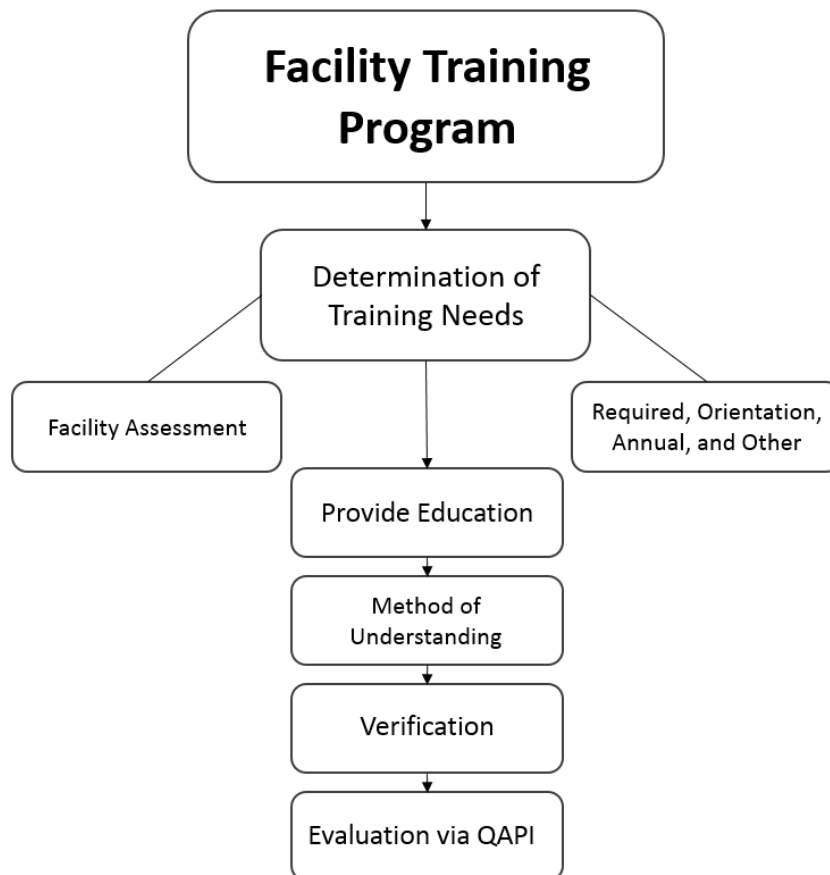 Facility Training
Program
Determination of
Training Needs
Facility Assessment
Required, Orientation,
Annual, and Other
Provide Education
Method of
Understanding
Verification
Evaluation via QAPI